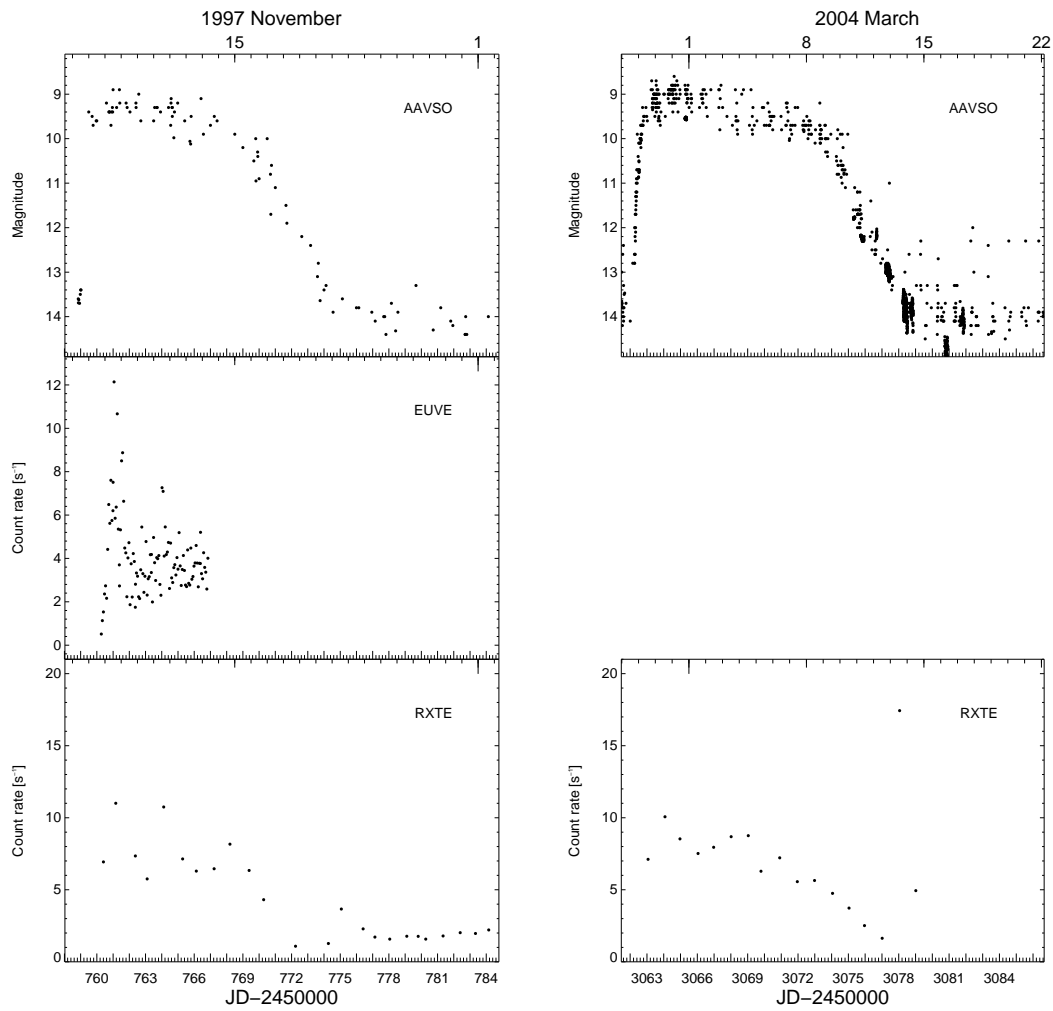 1997 November
15 1
9
10
11
12
13
14
Magnitude
AAVSO
2004 March
1 8 15 22
9
10
11
12
13
14
Magnitude
AAVSO
12
10
8
6
4
2
0
Count rate [s⁻¹]
EUVE
20
15
10
5
0
Count rate [s⁻¹]
RXTE
760 763 766 769 772 775 778 781 784
JD−2450000
20
15
10
5
0
Count rate [s⁻¹]
RXTE
3063 3066 3069 3072 3075 3078 3081 3084
JD−2450000